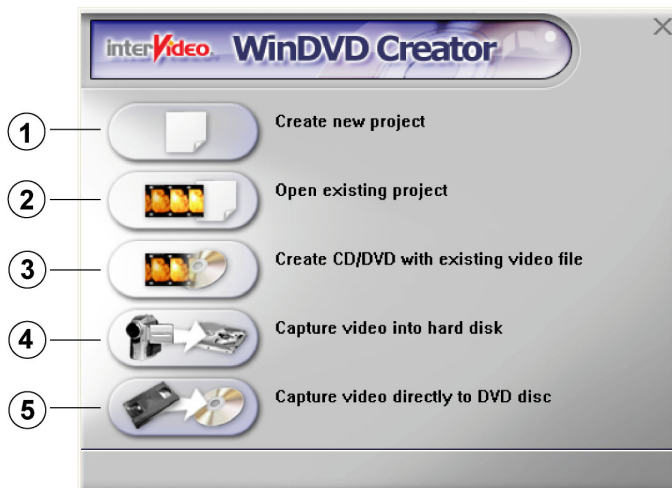 interVideo. WinDVD Creator
1 Create new project
2 Open existing project
3 Create CD/DVD with existing video file
4 Capture video into hard disk
5 Capture video directly to DVD disc